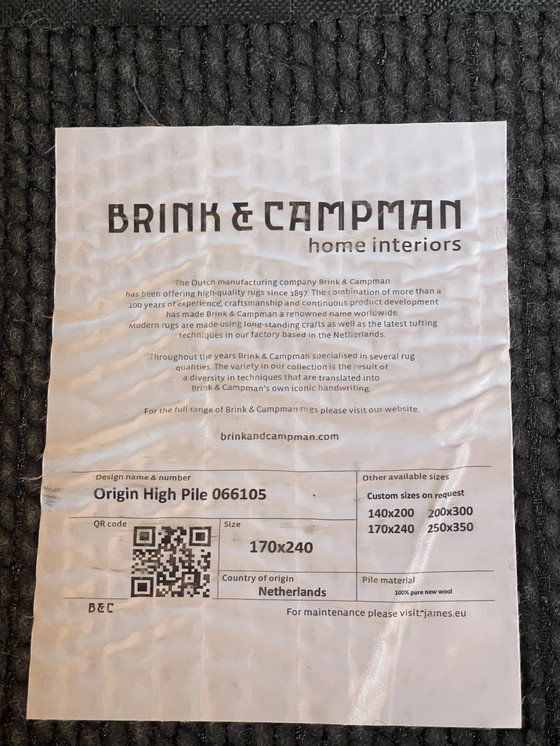 BRINK & CAMPMAN
home interiors
The Dutch manufacturing company Brink & Campman
has been offering high-quality rugs since 1897. The combination of more than a
100 years of experience, craftsmanship and continuous product development
has made Brink & Campman a renowned name worldwide.
Modern rugs are made using long-standing crafts as well as the latest tufting
techniques in our factory based in the Netherlands.
Throughout the years Brink & Campman specialised in several rug
qualities. The variety in our collection is the result of
a diversity in techniques that are translated into
Brink & Campman's own iconic handwriting.
For the full range of Brink & Campman rugs please visit our website.
brinkandcampman.com
Design name & number
Origin High Pile 066105
Other available sizes
Custom sizes on request
140x200 200x300
170x240 250x350
QR code
Size
170x240
Country of origin
Netherlands
Pile material
100% pure new wool
B&C
For maintenance please visit james.eu